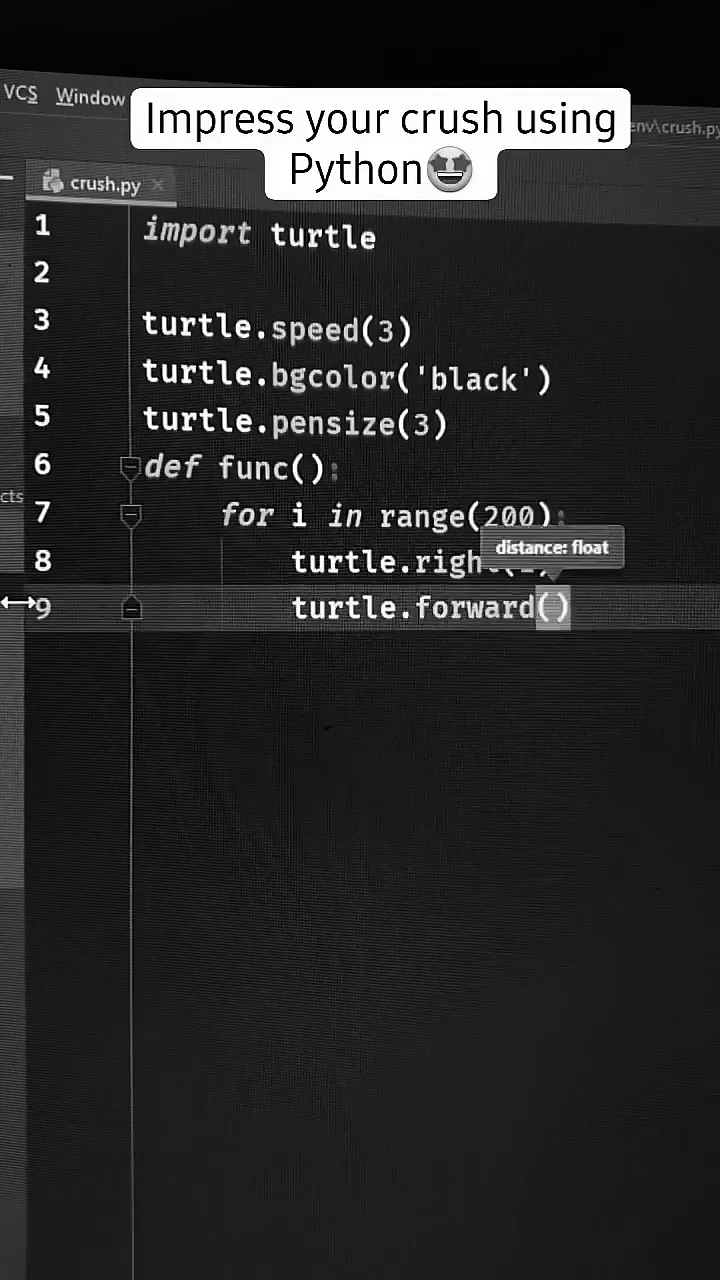 VCS Window
Impress your crush using
Python🤩
env\crush.py
crush.py
1 import turtle
2
3 turtle.speed(3)
4 turtle.bgcolor('black')
5 turtle.pensize(3)
6 def func():
cts
7 for i in range(200):
distance: float
8 turtle.righ
9 turtle.forward()